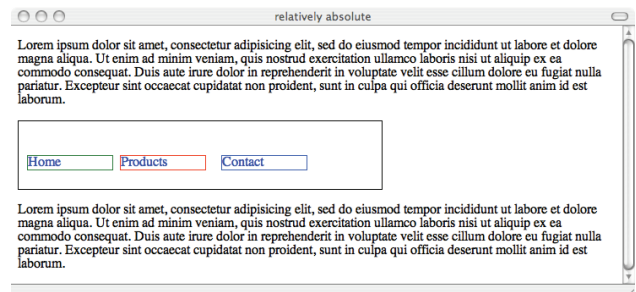 relatively absolute
Lorem ipsum dolor sit amet, consectetur adipisicing elit, sed do eiusmod tempor incididunt ut labore et dolore
magna aliqua. Ut enim ad minim veniam, quis nostrud exercitation ullamco laboris nisi ut aliquip ex ea
commodo consequat. Duis aute irure dolor in reprehenderit in voluptate velit esse cillum dolore eu fugiat nulla
pariatur. Excepteur sint occaecat cupidatat non proident, sunt in culpa qui officia deserunt mollit anim id est
laborum.
Home Products Contact
Lorem ipsum dolor sit amet, consectetur adipisicing elit, sed do eiusmod tempor incididunt ut labore et dolore
magna aliqua. Ut enim ad minim veniam, quis nostrud exercitation ullamco laboris nisi ut aliquip ex ea
commodo consequat. Duis aute irure dolor in reprehenderit in voluptate velit esse cillum dolore eu fugiat nulla
pariatur. Excepteur sint occaecat cupidatat non proident, sunt in culpa qui officia deserunt mollit anim id est
laborum.